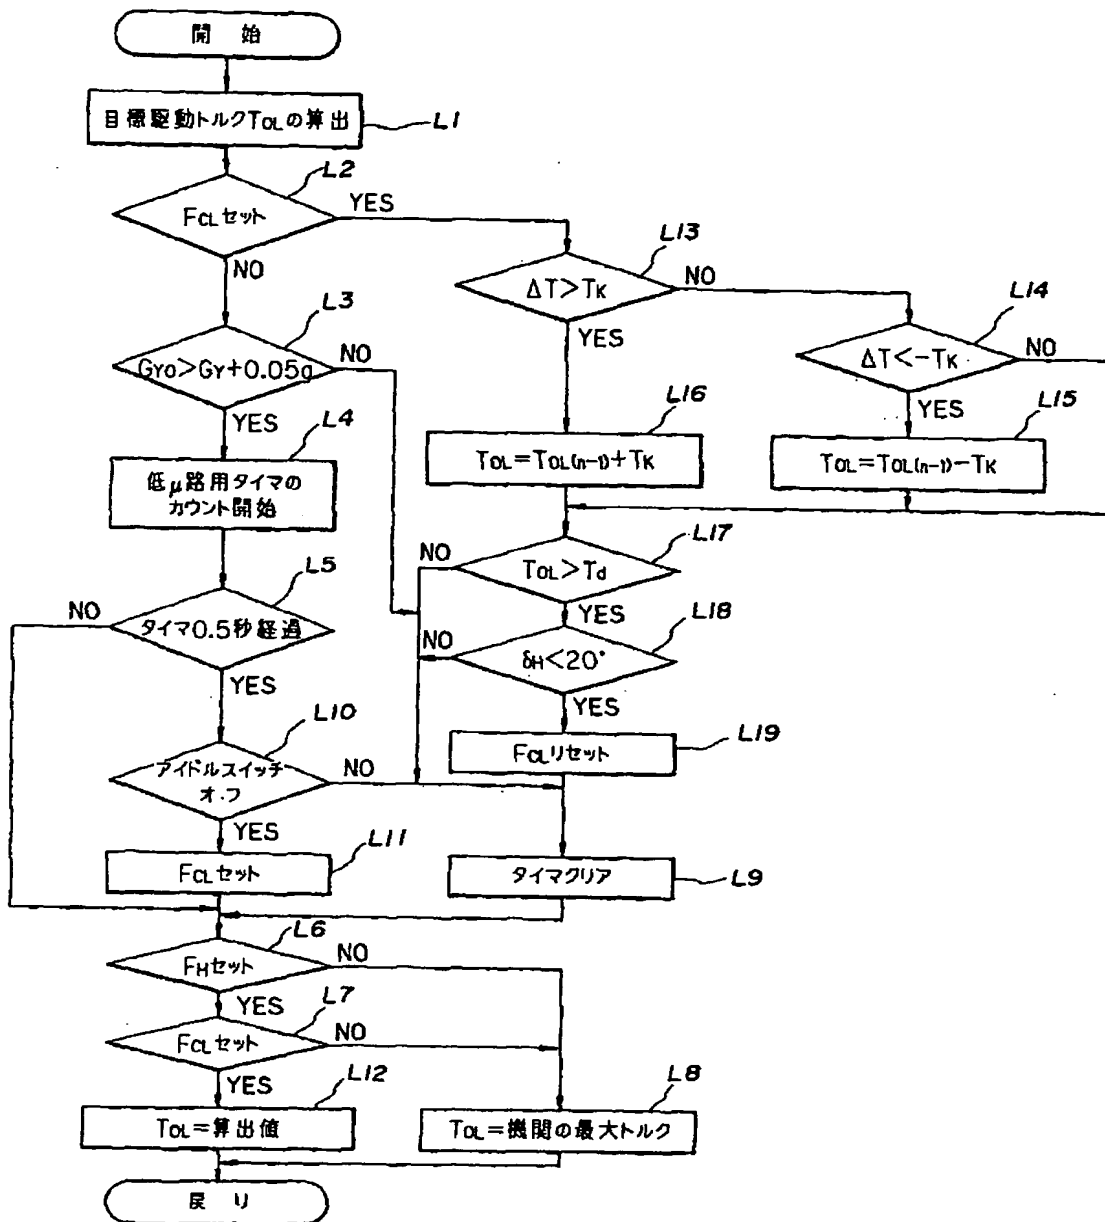 開 始
目標駆動トルクTOLの算出
L1
L2
FCLセット
YES
NO
L3
GYO>GY+0.05g
NO
YES
L4
低μ路用タイマの
カウント開始
L5
NO
タイマ0.5秒経過
YES
L10
アイドルスイッチ
オフ
NO
YES
L11
FCLセット
L13
ΔT>TK
NO
YES
L14
ΔT<-TK
NO
YES
L16
TOL=TOL(n-1)+TK
L15
TOL=TOL(n-1)-TK
L17
NO
TOL>Td
YES
L18
NO
δH<20°
YES
FCLリセット
L19
タイマクリア
L9
L6
FHセット
NO
YES
L7
FCLセット
NO
YES
L12
TOL=算出値
L8
TOL=機関の最大トルク
戻 り